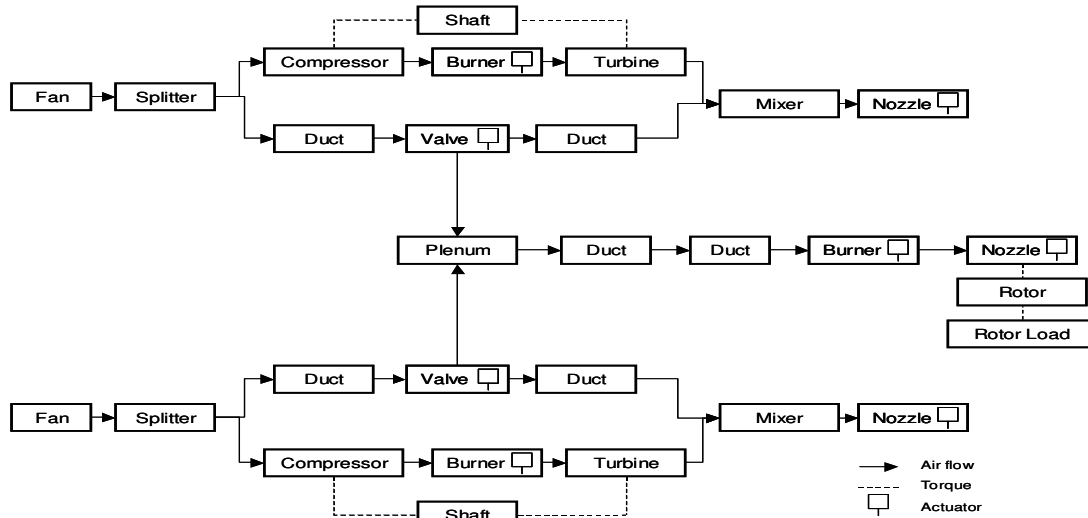 Shaft
Compressor
Burner
Turbine
Fan
Splitter
Mixer
Nozzle
Duct
Valve
Duct
Plenum
Duct
Duct
Burner
Nozzle
Rotor
Rotor Load
Duct
Valve
Duct
Fan
Splitter
Mixer
Nozzle
Compressor
Burner
Turbine
Shaft
Air flow
Torque
Actuator